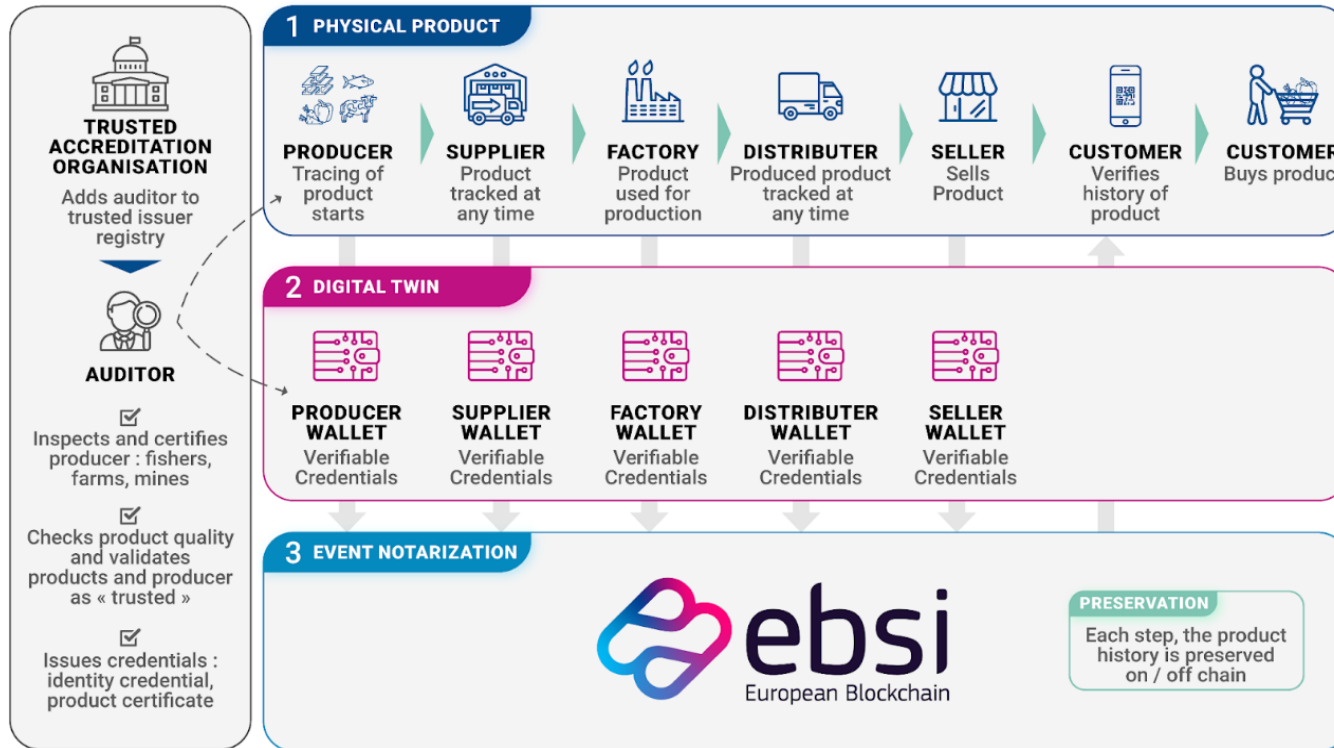 TRUSTED
ACCREDITATION
ORGANISATION
Adds auditor to
trusted issuer
registry
AUDITOR
Inspects and certifies
producer : fishers,
farms, mines
Checks product quality
and validates
products and producer
as « trusted »
Issues credentials :
identity credential,
product certificate
1 PHYSICAL PRODUCT
PRODUCER
Tracing of
product
starts
SUPPLIER
Product
tracked at
any time
FACTORY
Product
used for
production
DISTRIBUTER
Produced product
tracked at
any time
SELLER
Sells
Product
CUSTOMER
Verifies
history of
product
CUSTOMER
Buys product
2 DIGITAL TWIN
PRODUCER
WALLET
Verifiable
Credentials
SUPPLIER
WALLET
Verifiable
Credentials
FACTORY
WALLET
Verifiable
Credentials
DISTRIBUTER
WALLET
Verifiable
Credentials
SELLER
WALLET
Verifiable
Credentials
3 EVENT NOTARIZATION
ebsi
European Blockchain
PRESERVATION
Each step, the product
history is preserved
on / off chain